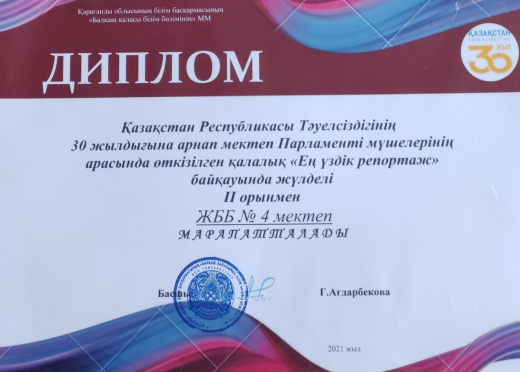 Қарағанды облысының білім басқармасының
«Балқаш қаласы білім бөлімінің» ММ
ДИПЛОМ
ҚАЗАҚСТАН
30 ЖЫЛ
Қазақстан Республикасы Тәуелсіздігінің
30 жылдығына арнап мектеп Парламенті мүшелерінің
арасында өткізілген қалалық «Ең үздік репортаж»
байқауында жүлделі
ІІ орынмен
ЖББ № 4 мектеп
МАРАПАТТАЛАДЫ
Г.Агдарбекова
2021 жыл